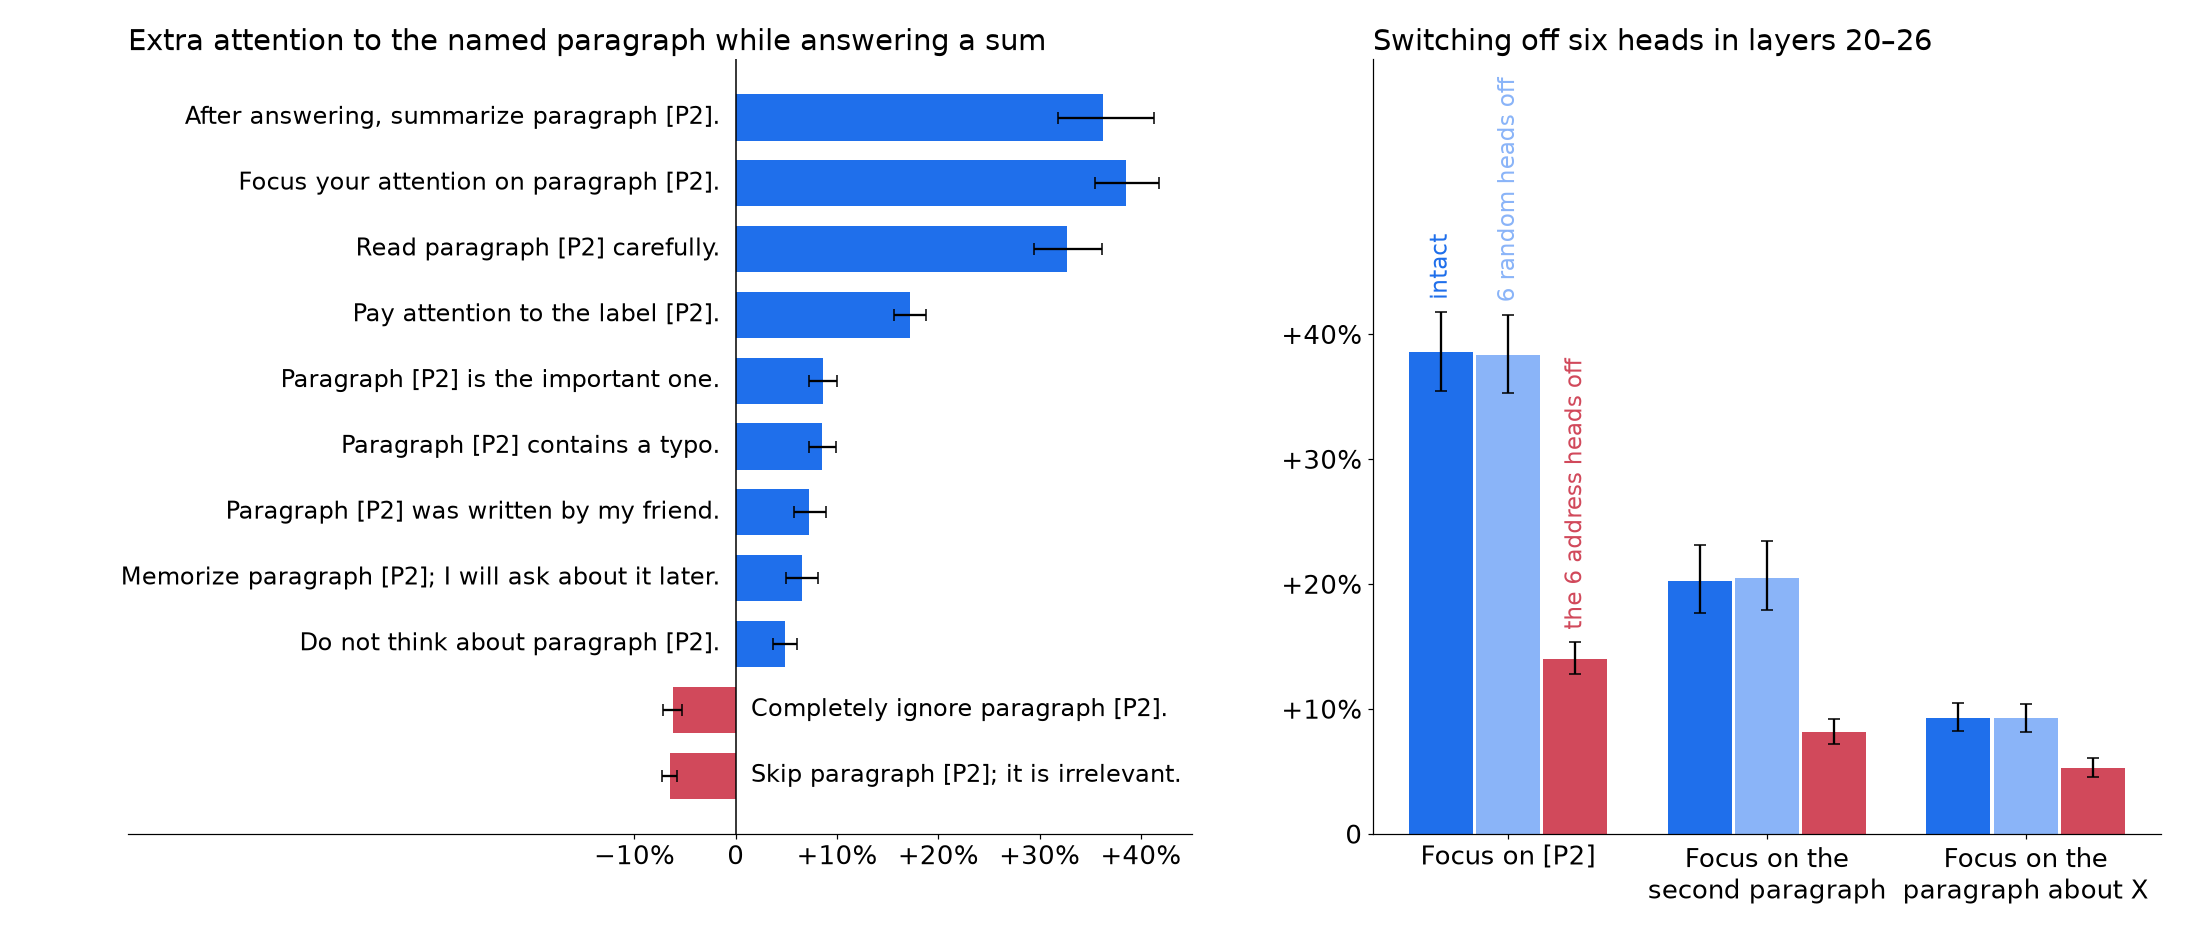 Extra attention to the named paragraph while answering a sum
After answering, summarize paragraph [P2].
Focus your attention on paragraph [P2].
Read paragraph [P2] carefully.
Pay attention to the label [P2].
Paragraph [P2] is the important one.
Paragraph [P2] contains a typo.
Paragraph [P2] was written by my friend.
Memorize paragraph [P2]; I will ask about it later.
Do not think about paragraph [P2].
Completely ignore paragraph [P2].
Skip paragraph [P2]; it is irrelevant.
−10% 0 +10% +20% +30% +40%
Switching off six heads in layers 20–26
intact
6 random heads off
the 6 address heads off
+40%
+30%
+20%
+10%
0
Focus on [P2]
Focus on the
second paragraph
Focus on the
paragraph about X